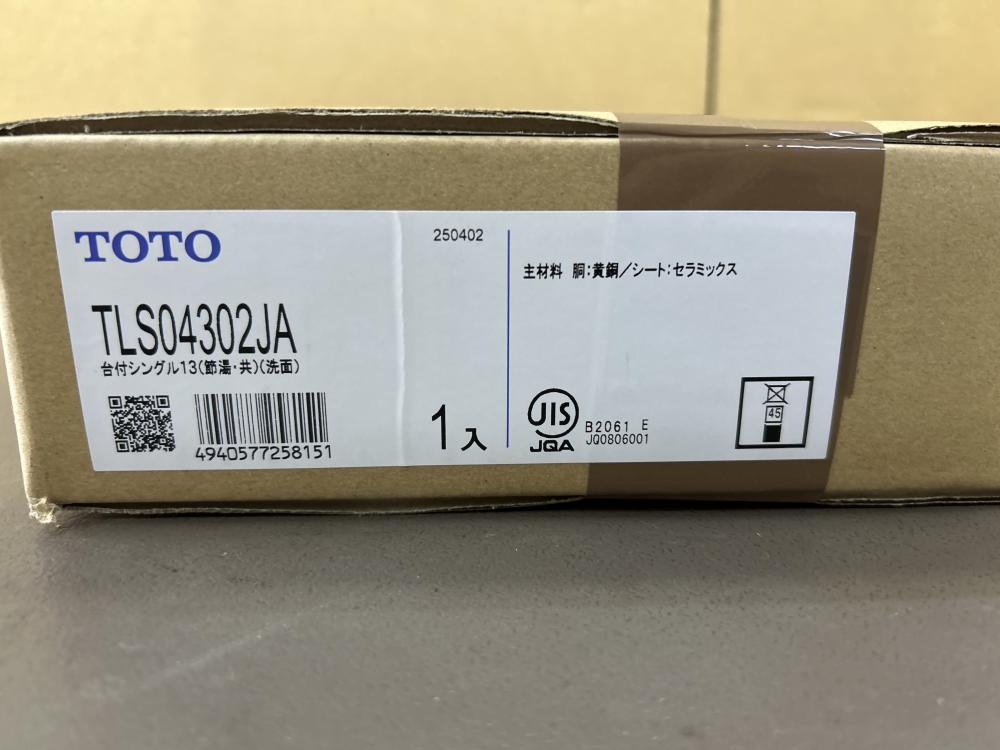 TOTO
250402
主材料 胴:黄銅/シート:セラミックス
TLS04302JA
台付シングル13(節湯・共)(洗面)
4940577258151
1入
JIS
JQA
B2061 E
JQ0806001
45